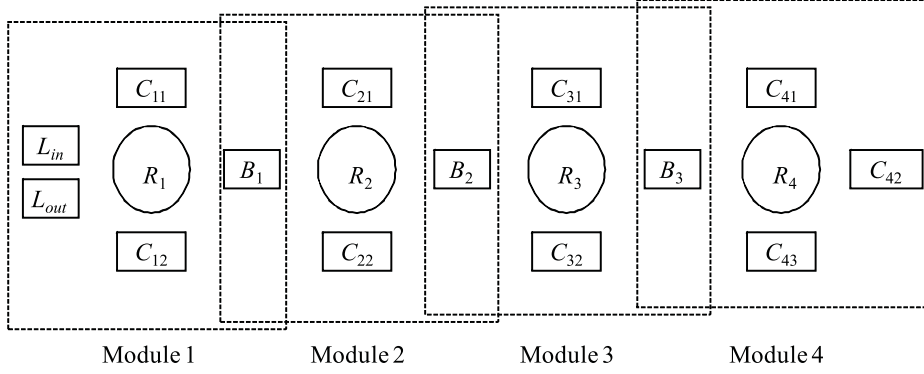 C11 C21 C31 C41
Lin
R1 B1 R2 B2 R3 B3 R4 C42
Lout
C12 C22 C32 C43
Module 1 Module 2 Module 3 Module 4